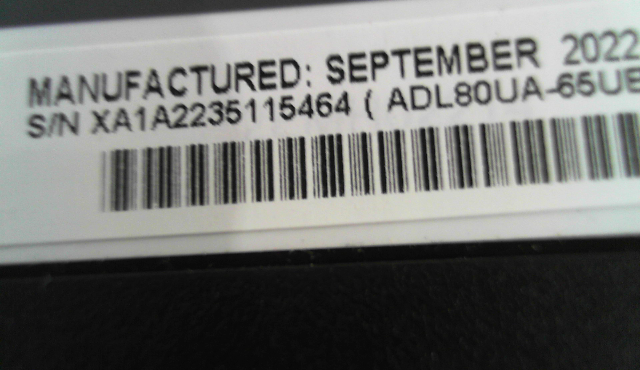 MANUFACTURED: SEPTEMBER 2022
S/N XA1A2235115464 ( ADL80UA-65UE